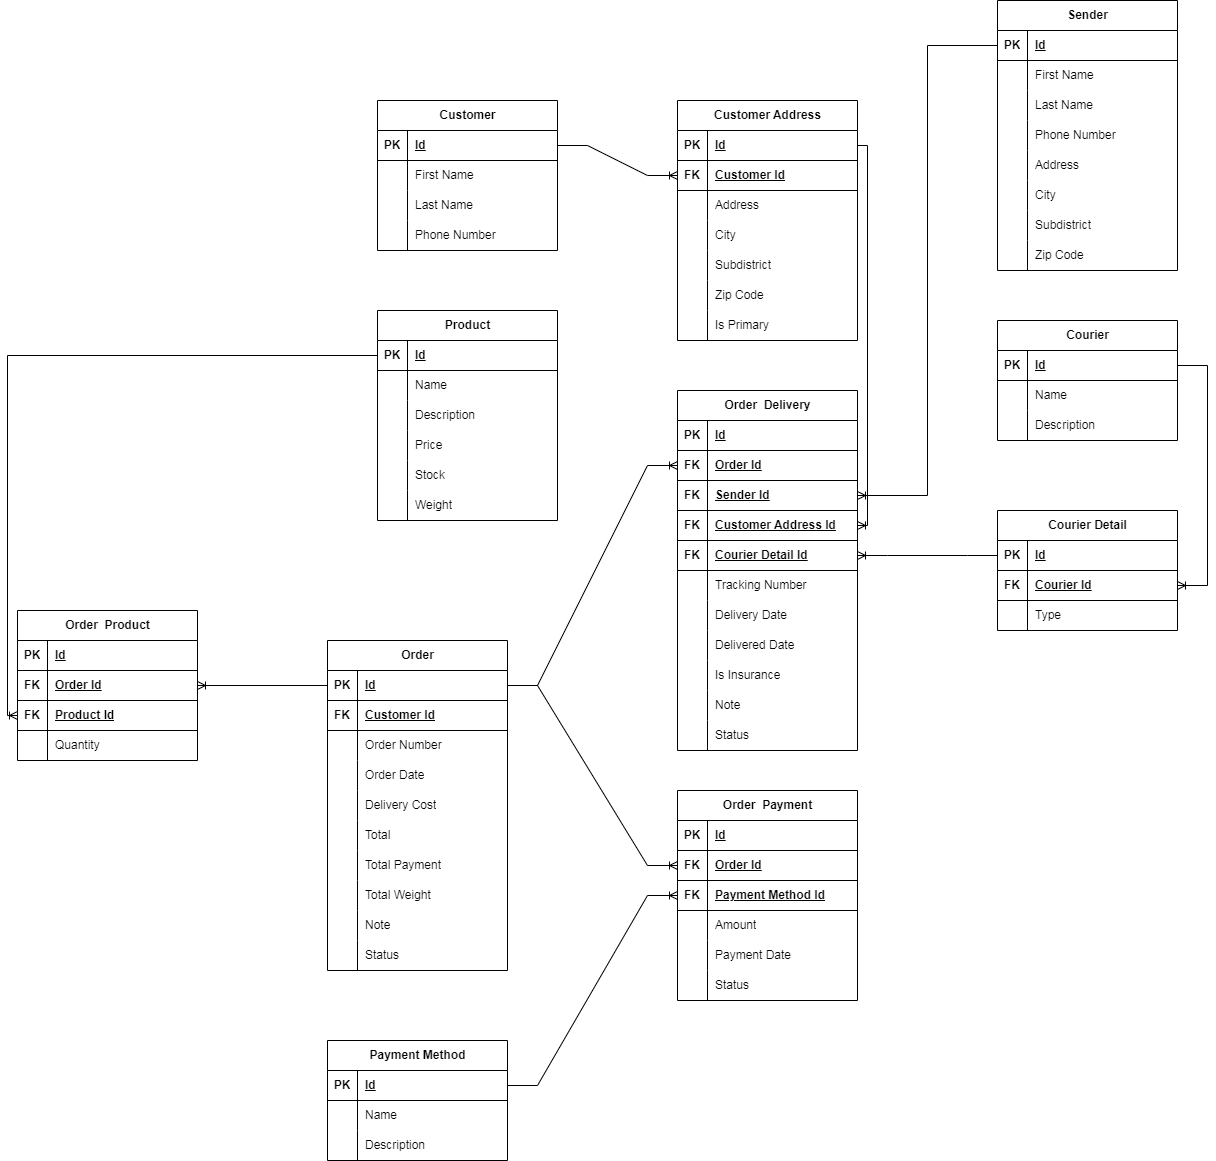 Sender
PK Id
First Name
Last Name
Phone Number
Address
City
Subdistrict
Zip Code
Customer
PK Id
First Name
Last Name
Phone Number
Customer Address
PK Id
FK Customer Id
Address
City
Subdistrict
Zip Code
Is Primary
Product
PK Id
Name
Description
Price
Stock
Weight
Courier
PK Id
Name
Description
Order Delivery
PK Id
FK Order Id
FK Sender Id
FK Customer Address Id
FK Courier Detail Id
Tracking Number
Delivery Date
Delivered Date
Is Insurance
Note
Status
Courier Detail
PK Id
FK Courier Id
Type
Order Product
PK Id
FK Order Id
FK Product Id
Quantity
Order
PK Id
FK Customer Id
Order Number
Order Date
Delivery Cost
Total
Total Payment
Total Weight
Note
Status
Order Payment
PK Id
FK Order Id
FK Payment Method Id
Amount
Payment Date
Status
Payment Method
PK Id
Name
Description